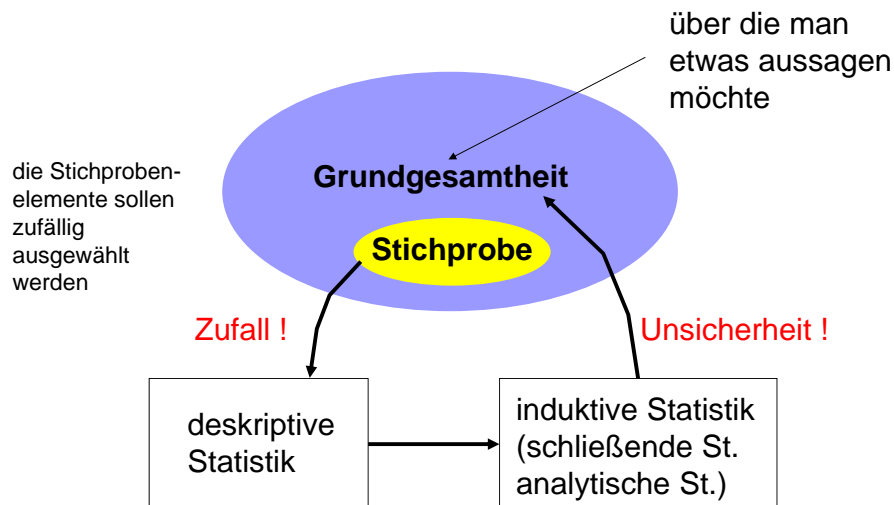 über die man
etwas aussagen
möchte
die Stichproben-
elemente sollen
zufällig
ausgewählt
werden
Grundgesamtheit
Stichprobe
Zufall !
Unsicherheit !
deskriptive
Statistik
induktive Statistik
(schließende St.
analytische St.)